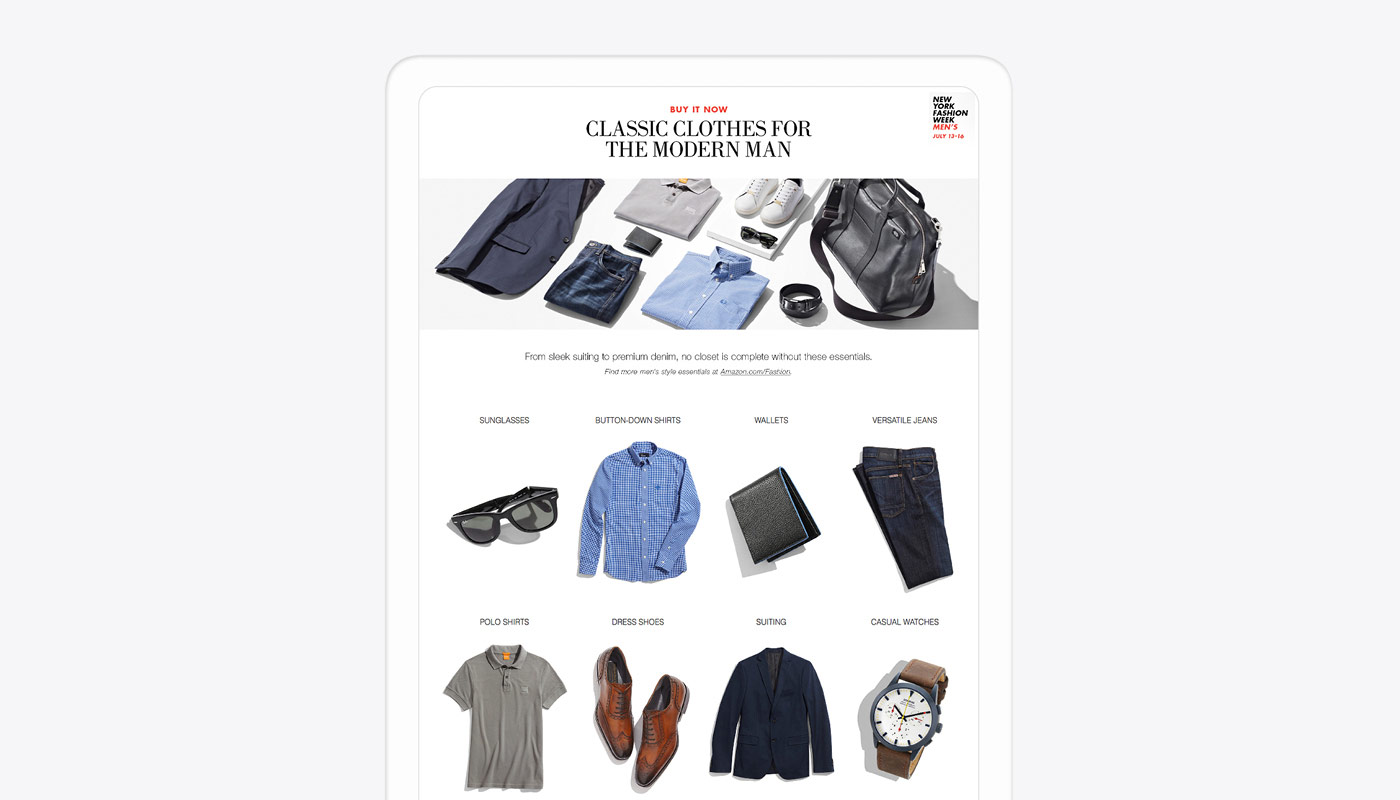 BUY IT NOW
CLASSIC CLOTHES FOR
THE MODERN MAN
NEW
YORK
FASHION
WEEK
MEN'S
JULY 13-16
From sleek suiting to premium denim, no closet is complete without these essentials.
Find more men's style essentials at Amazon.com/Fashion.
SUNGLASSES
BUTTON-DOWN SHIRTS
WALLETS
VERSATILE JEANS
POLO SHIRTS
DRESS SHOES
SUITING
CASUAL WATCHES